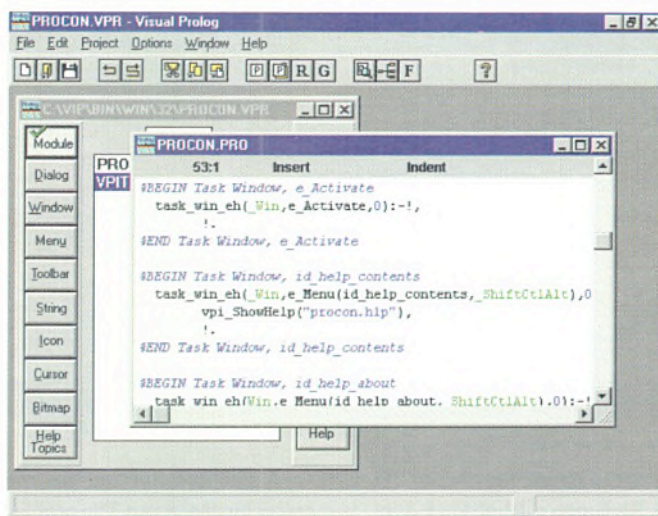 PROCON.VPR - Visual Prolog
File Edit Project Options Window Help
P P R G F ?
C:\VIP\BIN\WIN\32\PROCON.VPR
Module
Dialog
Window
Menu
Toolbar
String
Icon
Cursor
Bitmap
Help
Topics
PRO
VPIT
PROCON.PRO
53:1 Insert Indent
%BEGIN Task Window, e_Activate
task_win_eh(_Win,e_Activate,0):-!,
!.
%END Task Window, e_Activate
%BEGIN Task Window, id_help_contents
task_win_eh(_Win,e_Menu(id_help_contents,_ShiftCtlAlt),0
vpi_ShowHelp("procon.hlp"),
!.
%END Task Window, id_help_contents
%BEGIN Task Window, id_help_about
task_win_eh(Win,e_Menu(id_help_about,_ShiftCtlAlt),0):-!
Help